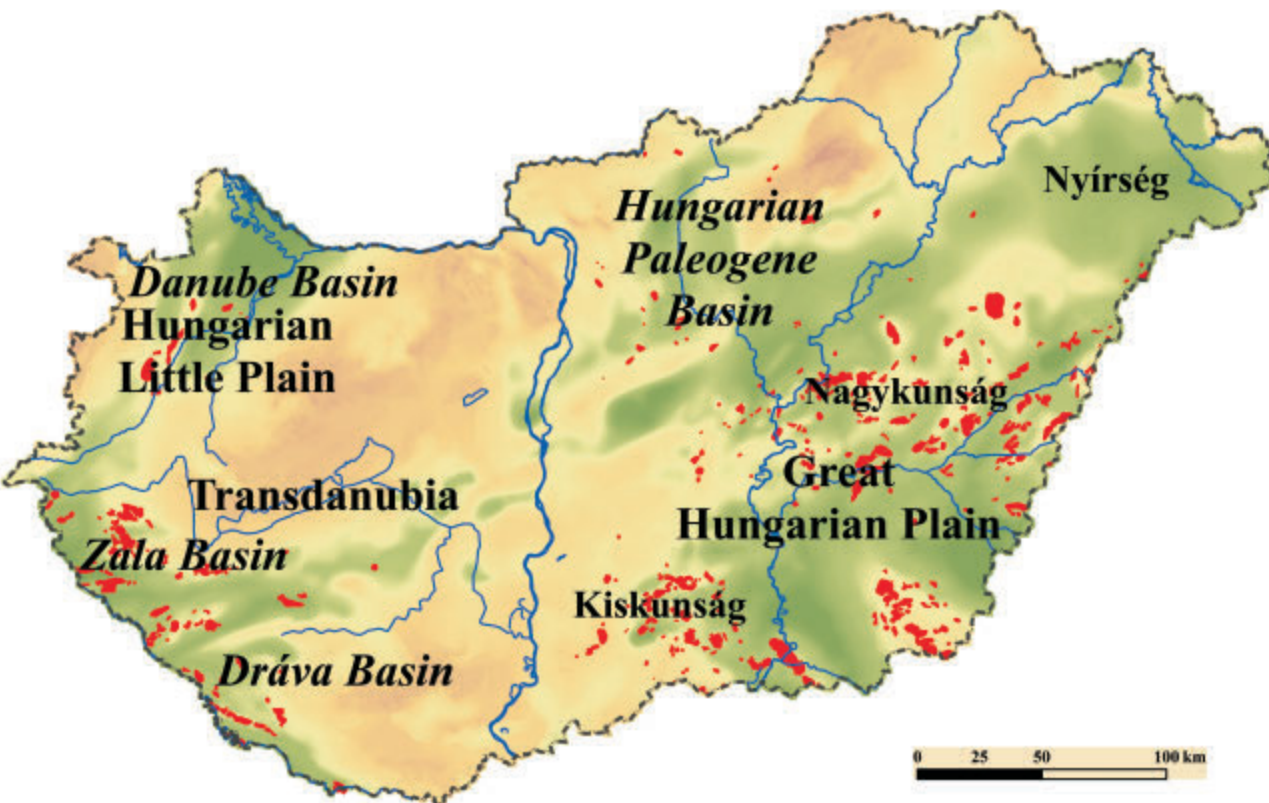 Nyírség
Hungarian
Paleogene
Basin
Danube Basin
Hungarian
Little Plain
Nagykunság
Great
Hungarian Plain
Transdanubia
Zala Basin
Kiskunság
Dráva Basin
0 25 50 100 km